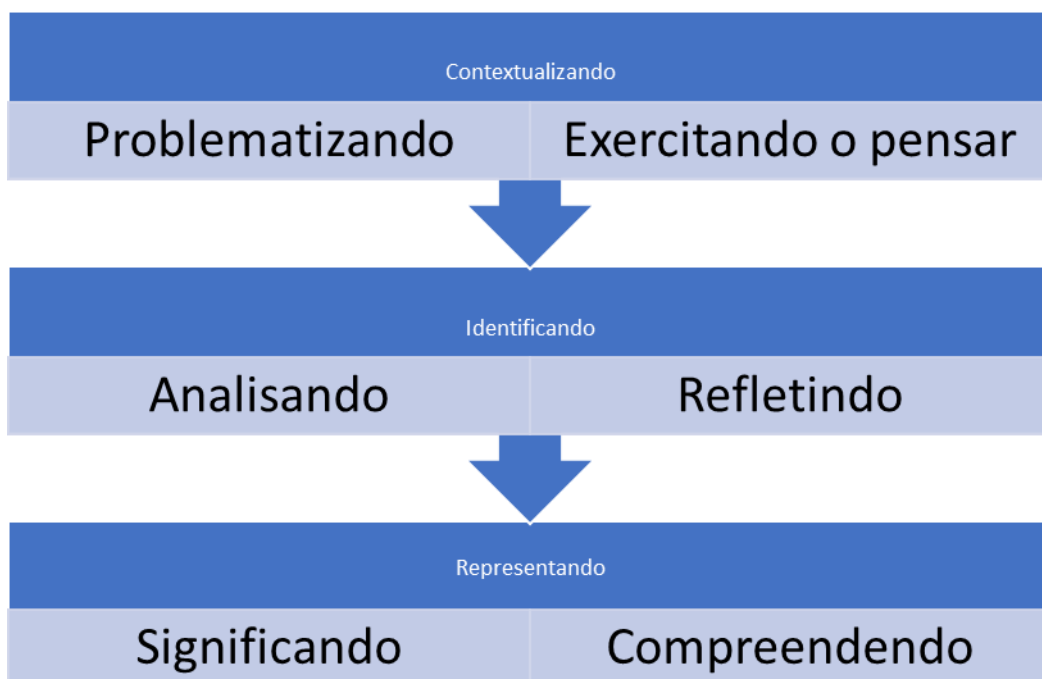 Contextualizando
Problematizando
Exercitando o pensar
Identificando
Analisando
Refletindo
Representando
Significando
Compreendendo